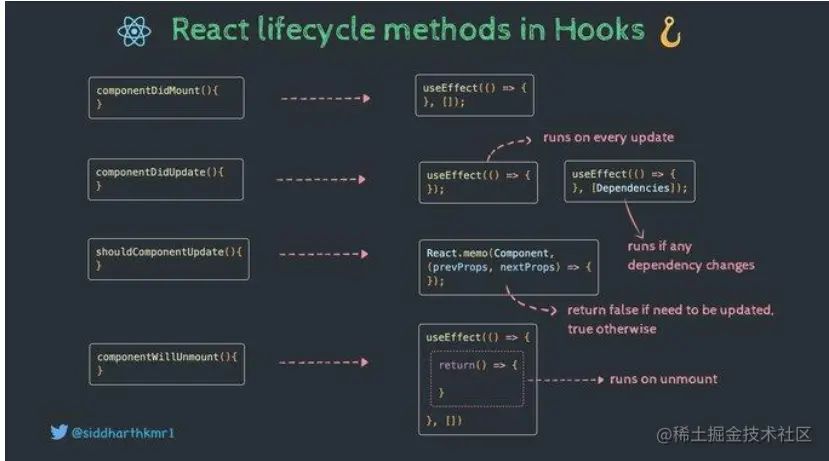 React lifecycle methods in Hooks
componentDidMount(){
}
useEffect(() => {
}, []);
runs on every update
componentDidUpdate(){
}
useEffect(() => {
});
useEffect(() => {
}, [Dependencies]);
runs if any
dependency changes
shouldComponentUpdate(){
}
React.memo(Component,
(prevProps, nextProps) => {
});
return false if need to be updated,
true otherwise
componentWillUnmount(){
}
useEffect(() => {
return() => {
}
}, [])
runs on unmount
@siddharthkmr1
@稀土掘金技术社区